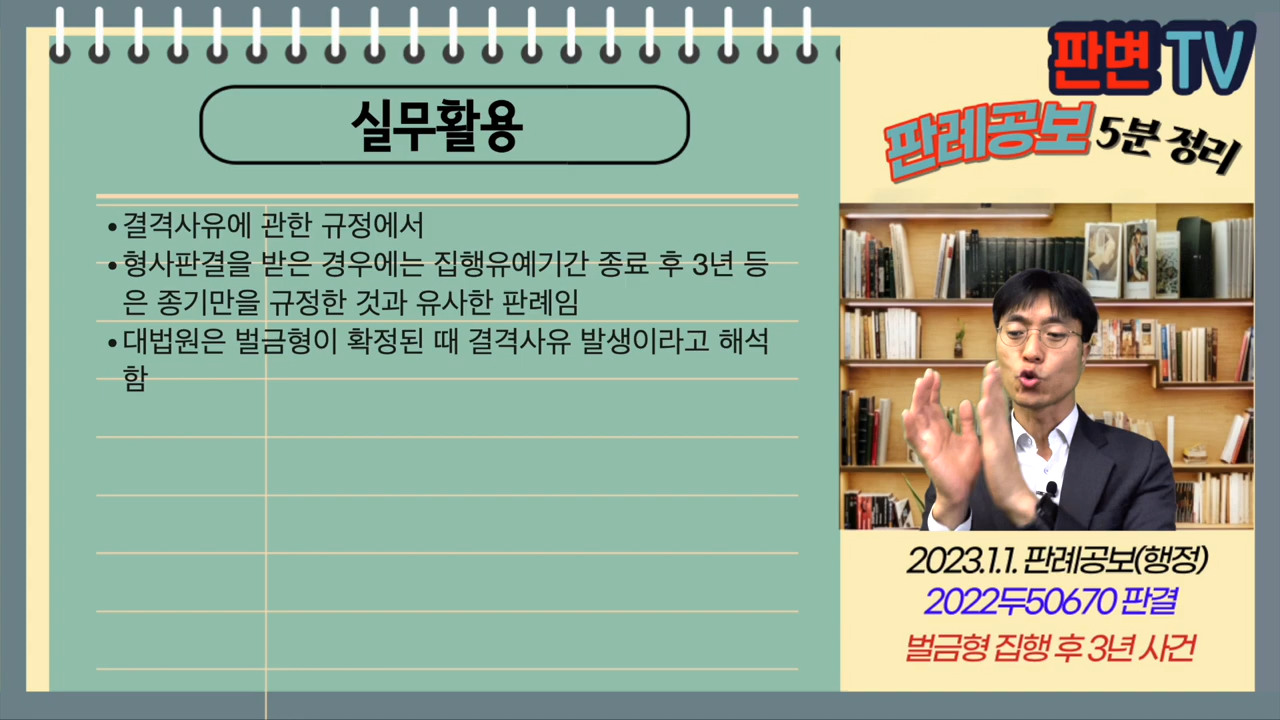 실무활용
•결격사유에 관한 규정에서
•형사판결을 받은 경우에는 집행유예기간 종료 후 3년 등
은 종기만을 규정한 것과 유사한 판례임
•대법원은 벌금형이 확정된 때 결격사유 발생이라고 해석
함
판변 TV
판례공보 5분 정리
2023.1.1. 판례공보(행정)
2022두50670 판결
벌금형 집행 후 3년 사건